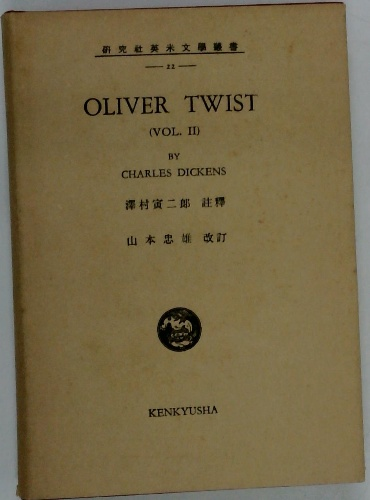 研究社英米文學叢書
22
OLIVER TWIST
(VOL. II)
BY
CHARLES DICKENS
澤村寅二郎 註釋
山本忠雄 改訂
KENKYUSHA